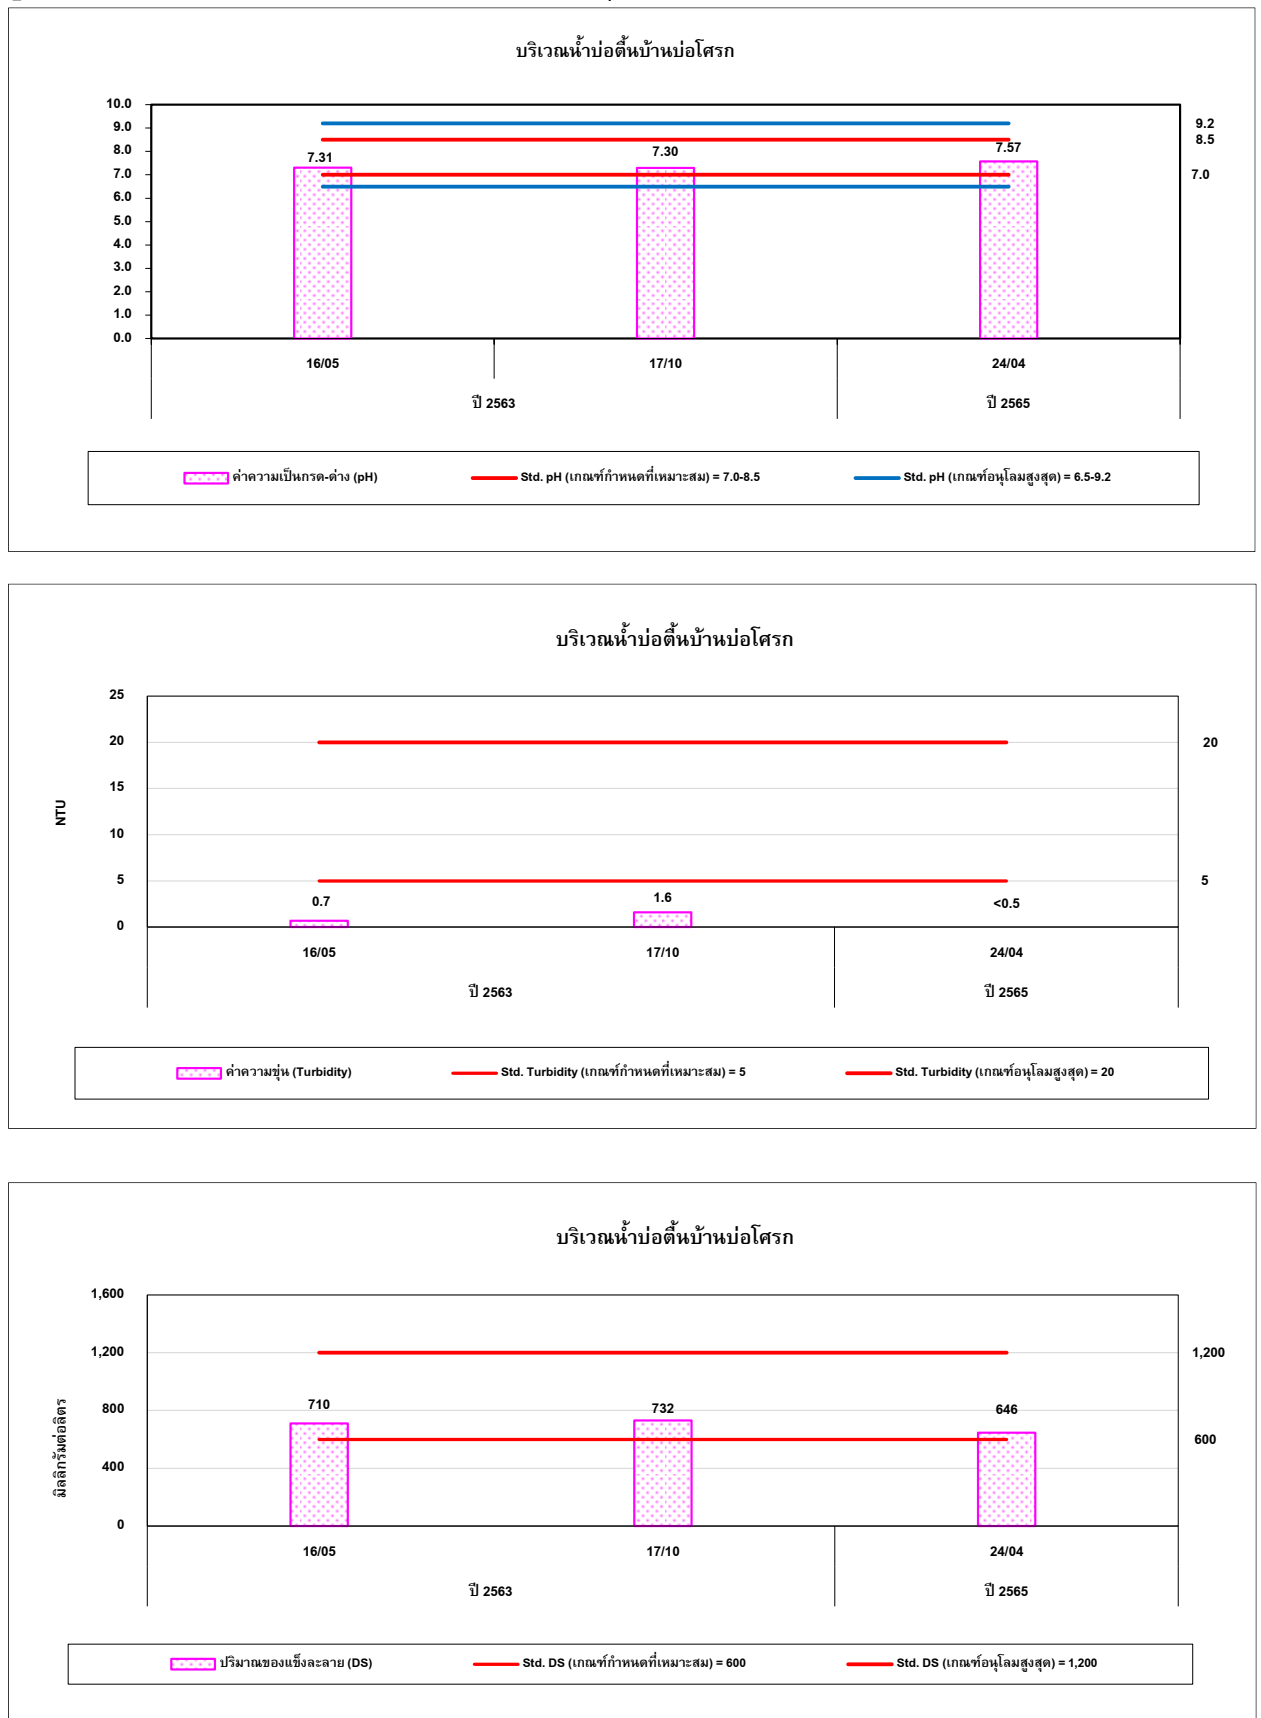 บริเวณน้ำบ่อตื้นบ้านบ่อโศรก
10.0
9.0
8.0
7.0
6.0
5.0
4.0
3.0
2.0
1.0
0.0
7.31
7.30
7.57
9.2
8.5
7.0
16/05 17/10 24/04
ปี 2563 ปี 2565
ค่าความเป็นกรด-ด่าง (pH) Std. pH (เกณฑ์กำหนดที่เหมาะสม) = 7.0-8.5 Std. pH (เกณฑ์อนุโลมสูงสุด) = 6.5-9.2
บริเวณน้ำบ่อตื้นบ้านบ่อโศรก
NTU
25
20
15
10
5
0
0.7
1.6
<0.5
20
5
16/05 17/10 24/04
ปี 2563 ปี 2565
ค่าความขุ่น (Turbidity) Std. Turbidity (เกณฑ์กำหนดที่เหมาะสม) = 5 Std. Turbidity (เกณฑ์อนุโลมสูงสุด) = 20
บริเวณน้ำบ่อตื้นบ้านบ่อโศรก
มิลลิกรัมต่อลิตร
1,600
1,200
800
400
0
710
732
646
1,200
600
16/05 17/10 24/04
ปี 2563 ปี 2565
ปริมาณของแข็งละลาย (DS) Std. DS (เกณฑ์กำหนดที่เหมาะสม) = 600 Std. DS (เกณฑ์อนุโลมสูงสุด) = 1,200